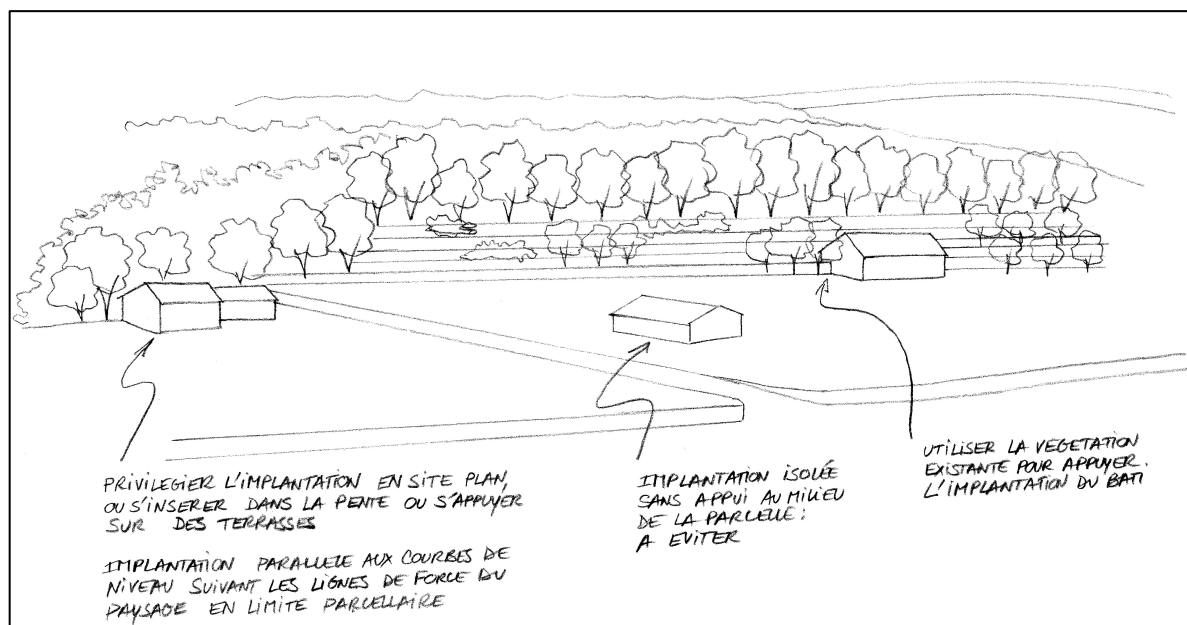 PRIVILEGIER L'IMPLANTATION EN SITE PLAN,
OU S'INSERER DANS LA PENTE OU S'APPUYER
SUR DES TERRASSES
IMPLANTATION PARALLELE AUX COURBES DE
NIVEAU SUIVANT LES LIGNES DE FORCE DU
PAYSAGE EN LIMITE PARCELLAIRE
IMPLANTATION ISOLÉE
SANS APPUI AU MILIEU
DE LA PARCELLE :
A EVITER
UTILISER LA VEGETATION
EXISTANTE POUR APPUYER
L'IMPLANTATION DU BATI